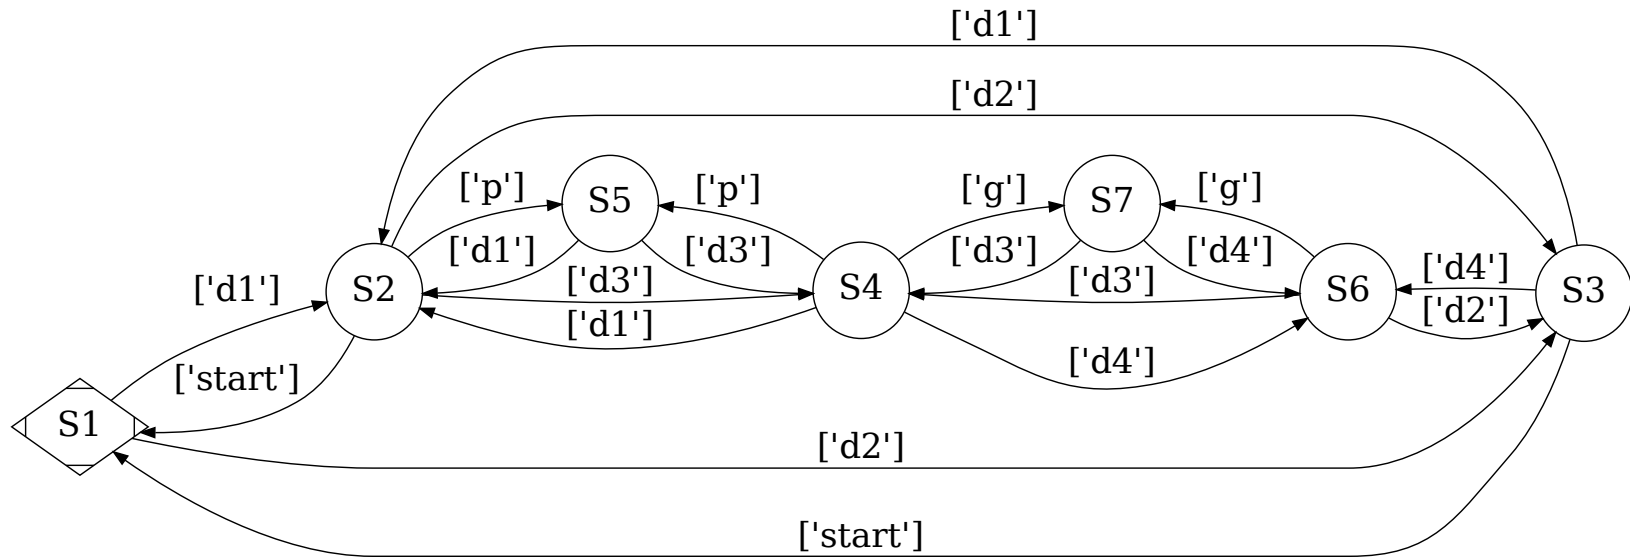 ['d1']
['d2']
['p']
S5
['p']
['g']
S7
['g']
['d1']
['d3']
['d3']
['d4']
['d1']
S2
['d3']
S4
['d3']
S6
['d4']
S3
['d1']
['d2']
['start']
['d4']
S1
['d2']
['start']